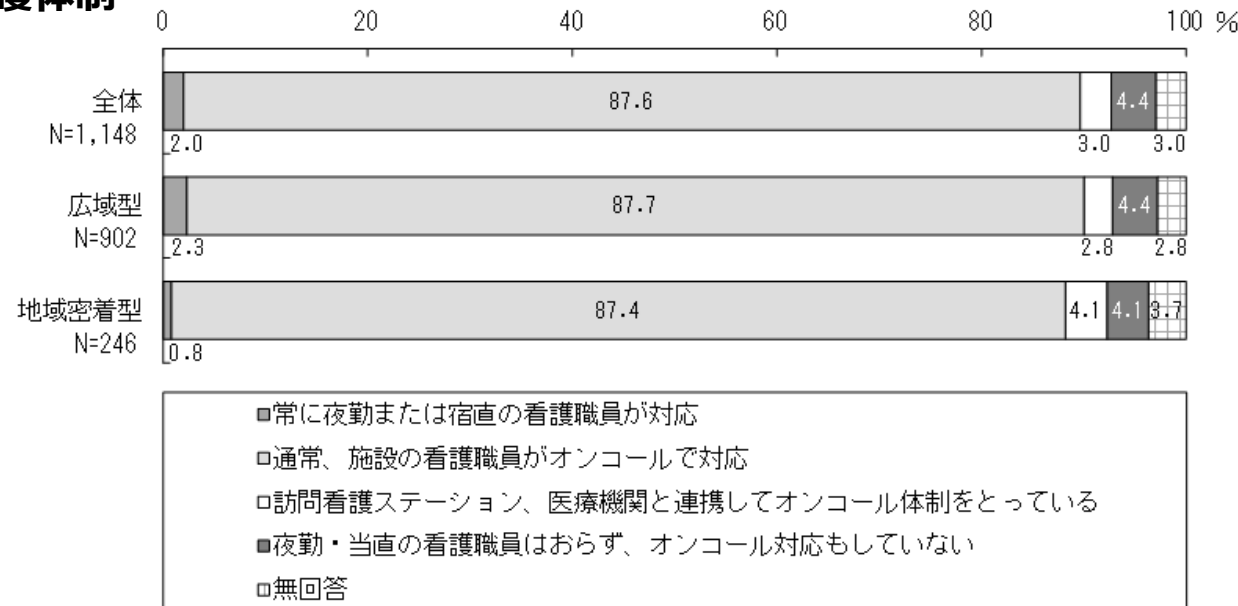 護体制
0 20 40 60 80 100 %
全体
N=1,148
87.6 4.4
2.0 3.0 3.0
広域型
N=902
87.7 4.4
2.3 2.8 2.8
地域密着型
N=246
87.4 4.1 4.1 3.7
0.8
常に夜勤または宿直の看護職員が対応
通常、施設の看護職員がオンコールで対応
訪問看護ステーション、医療機関と連携してオンコール体制をとっている
夜勤・当直の看護職員はおらず、オンコール対応もしていない
無回答